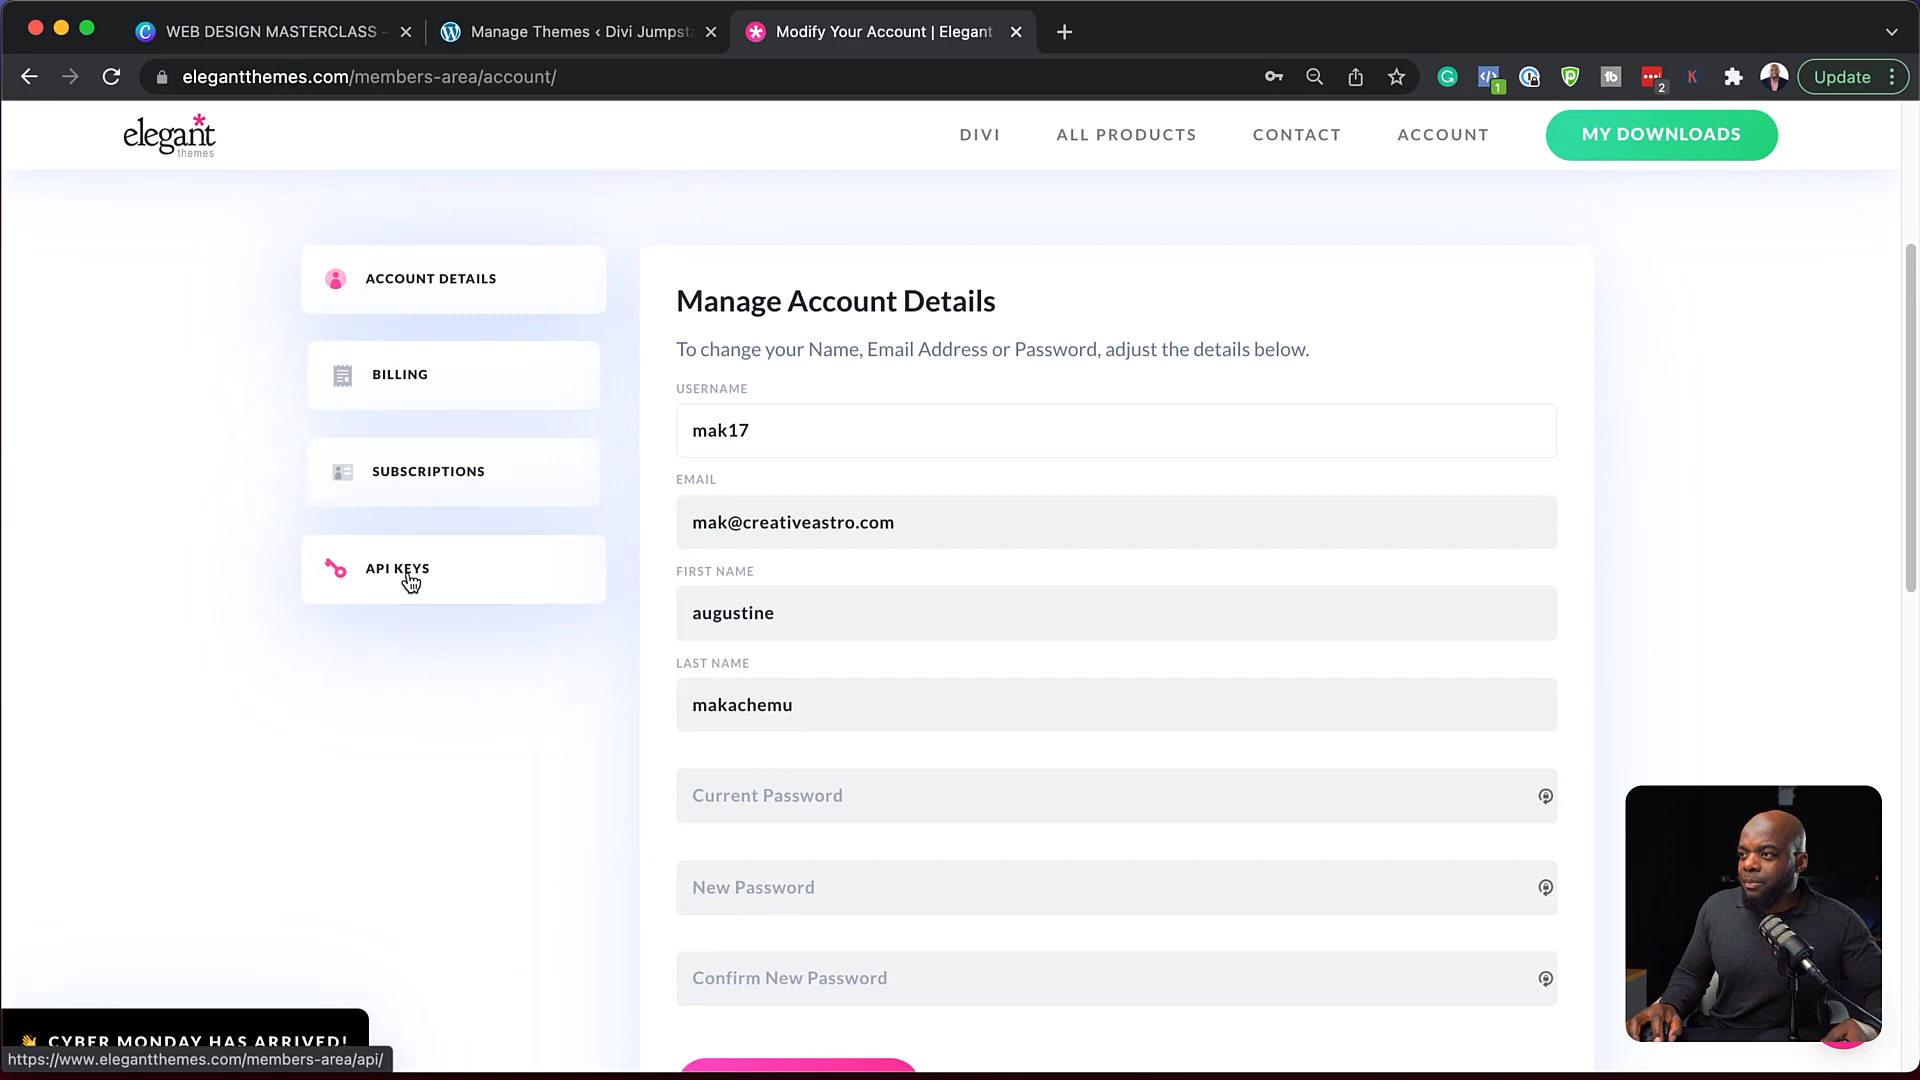 WEB DESIGN MASTERCLASS -
Manage Themes ‹ Divi Jumpsta
Modify Your Account | Elegant
elegantthemes.com/members-area/account/
1
2
Update
elegant
themes
DIVI
ALL PRODUCTS
CONTACT
ACCOUNT
MY DOWNLOADS
ACCOUNT DETAILS
BILLING
SUBSCRIPTIONS
API KEYS
Manage Account Details
To change your Name, Email Address or Password, adjust the details below.
USERNAME
mak17
EMAIL
mak@creativeastro.com
FIRST NAME
augustine
LAST NAME
makachemu
Current Password
New Password
Confirm New Password
CYBER MONDAY HAS ARRIVED!
https://www.elegantthemes.com/members-area/api/